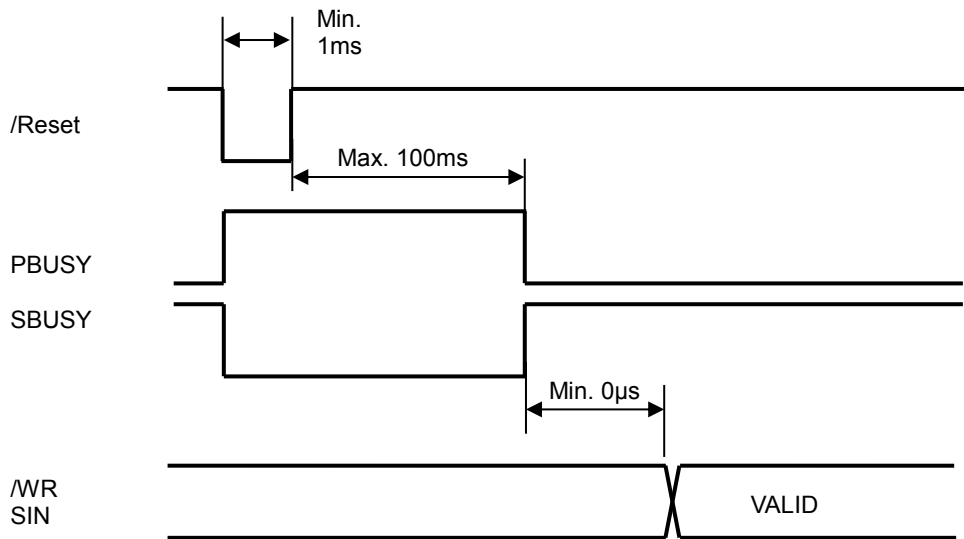 Min.
1ms
/Reset
Max. 100ms
PBUSY
SBUSY
Min. 0µs
/WR
SIN
VALID